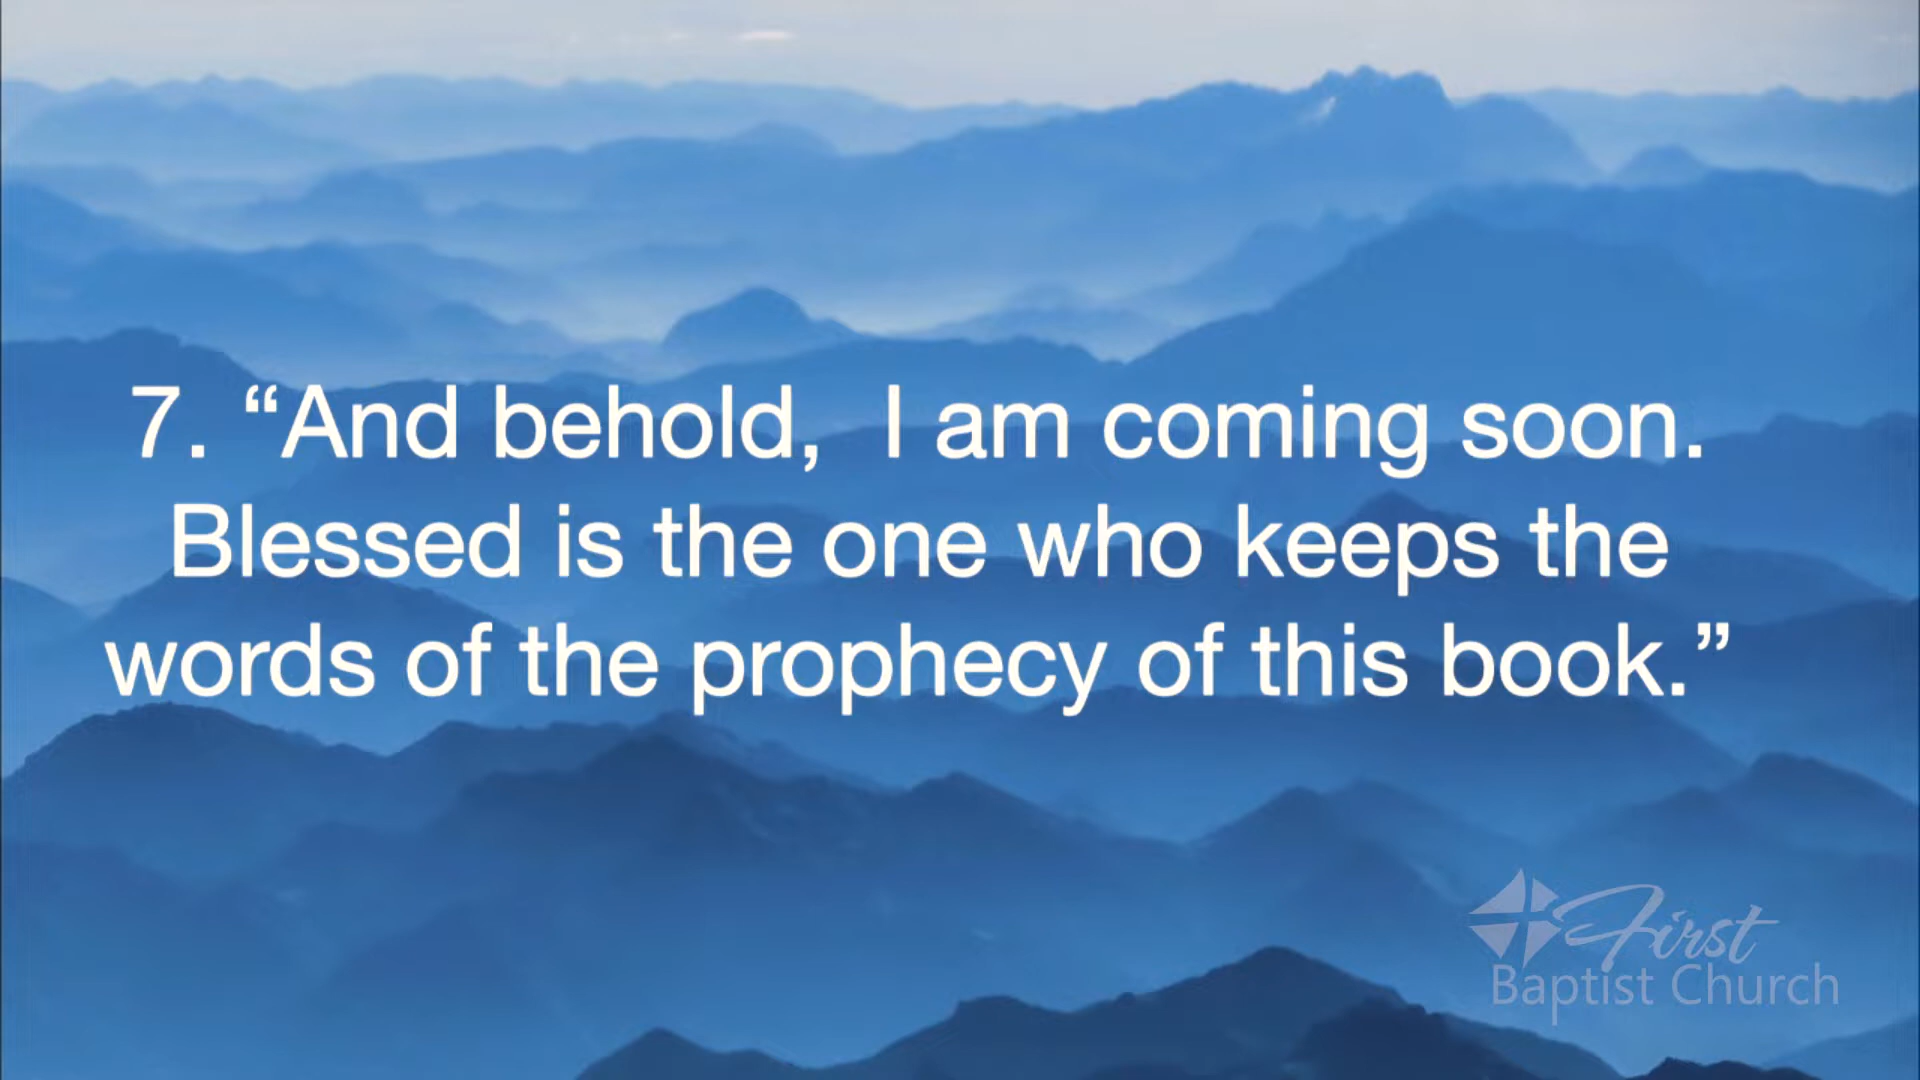 7. “And behold,  I am coming soon.
Blessed is the one who keeps the
words of the prophecy of this book.”
First
Baptist Church